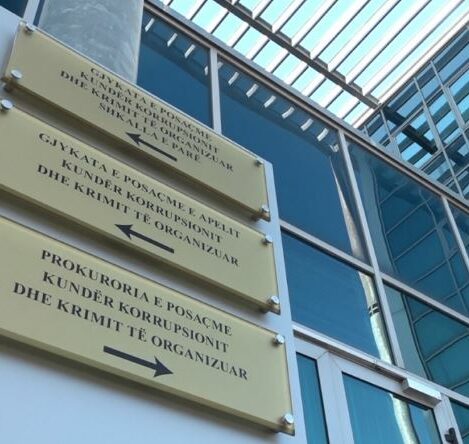 GJYKATA E POSAÇME
KUNDËR KORRUPSIONIT
DHE KRIMIT TË ORGANIZUAR
SHKALLA E PARË
GJYKATA E POSAÇME E APELIT
KUNDËR KORRUPSIONIT
DHE KRIMIT TË ORGANIZUAR
PROKURORIA E POSAÇME
KUNDËR KORRUPSIONIT
DHE KRIMIT TË ORGANIZUAR